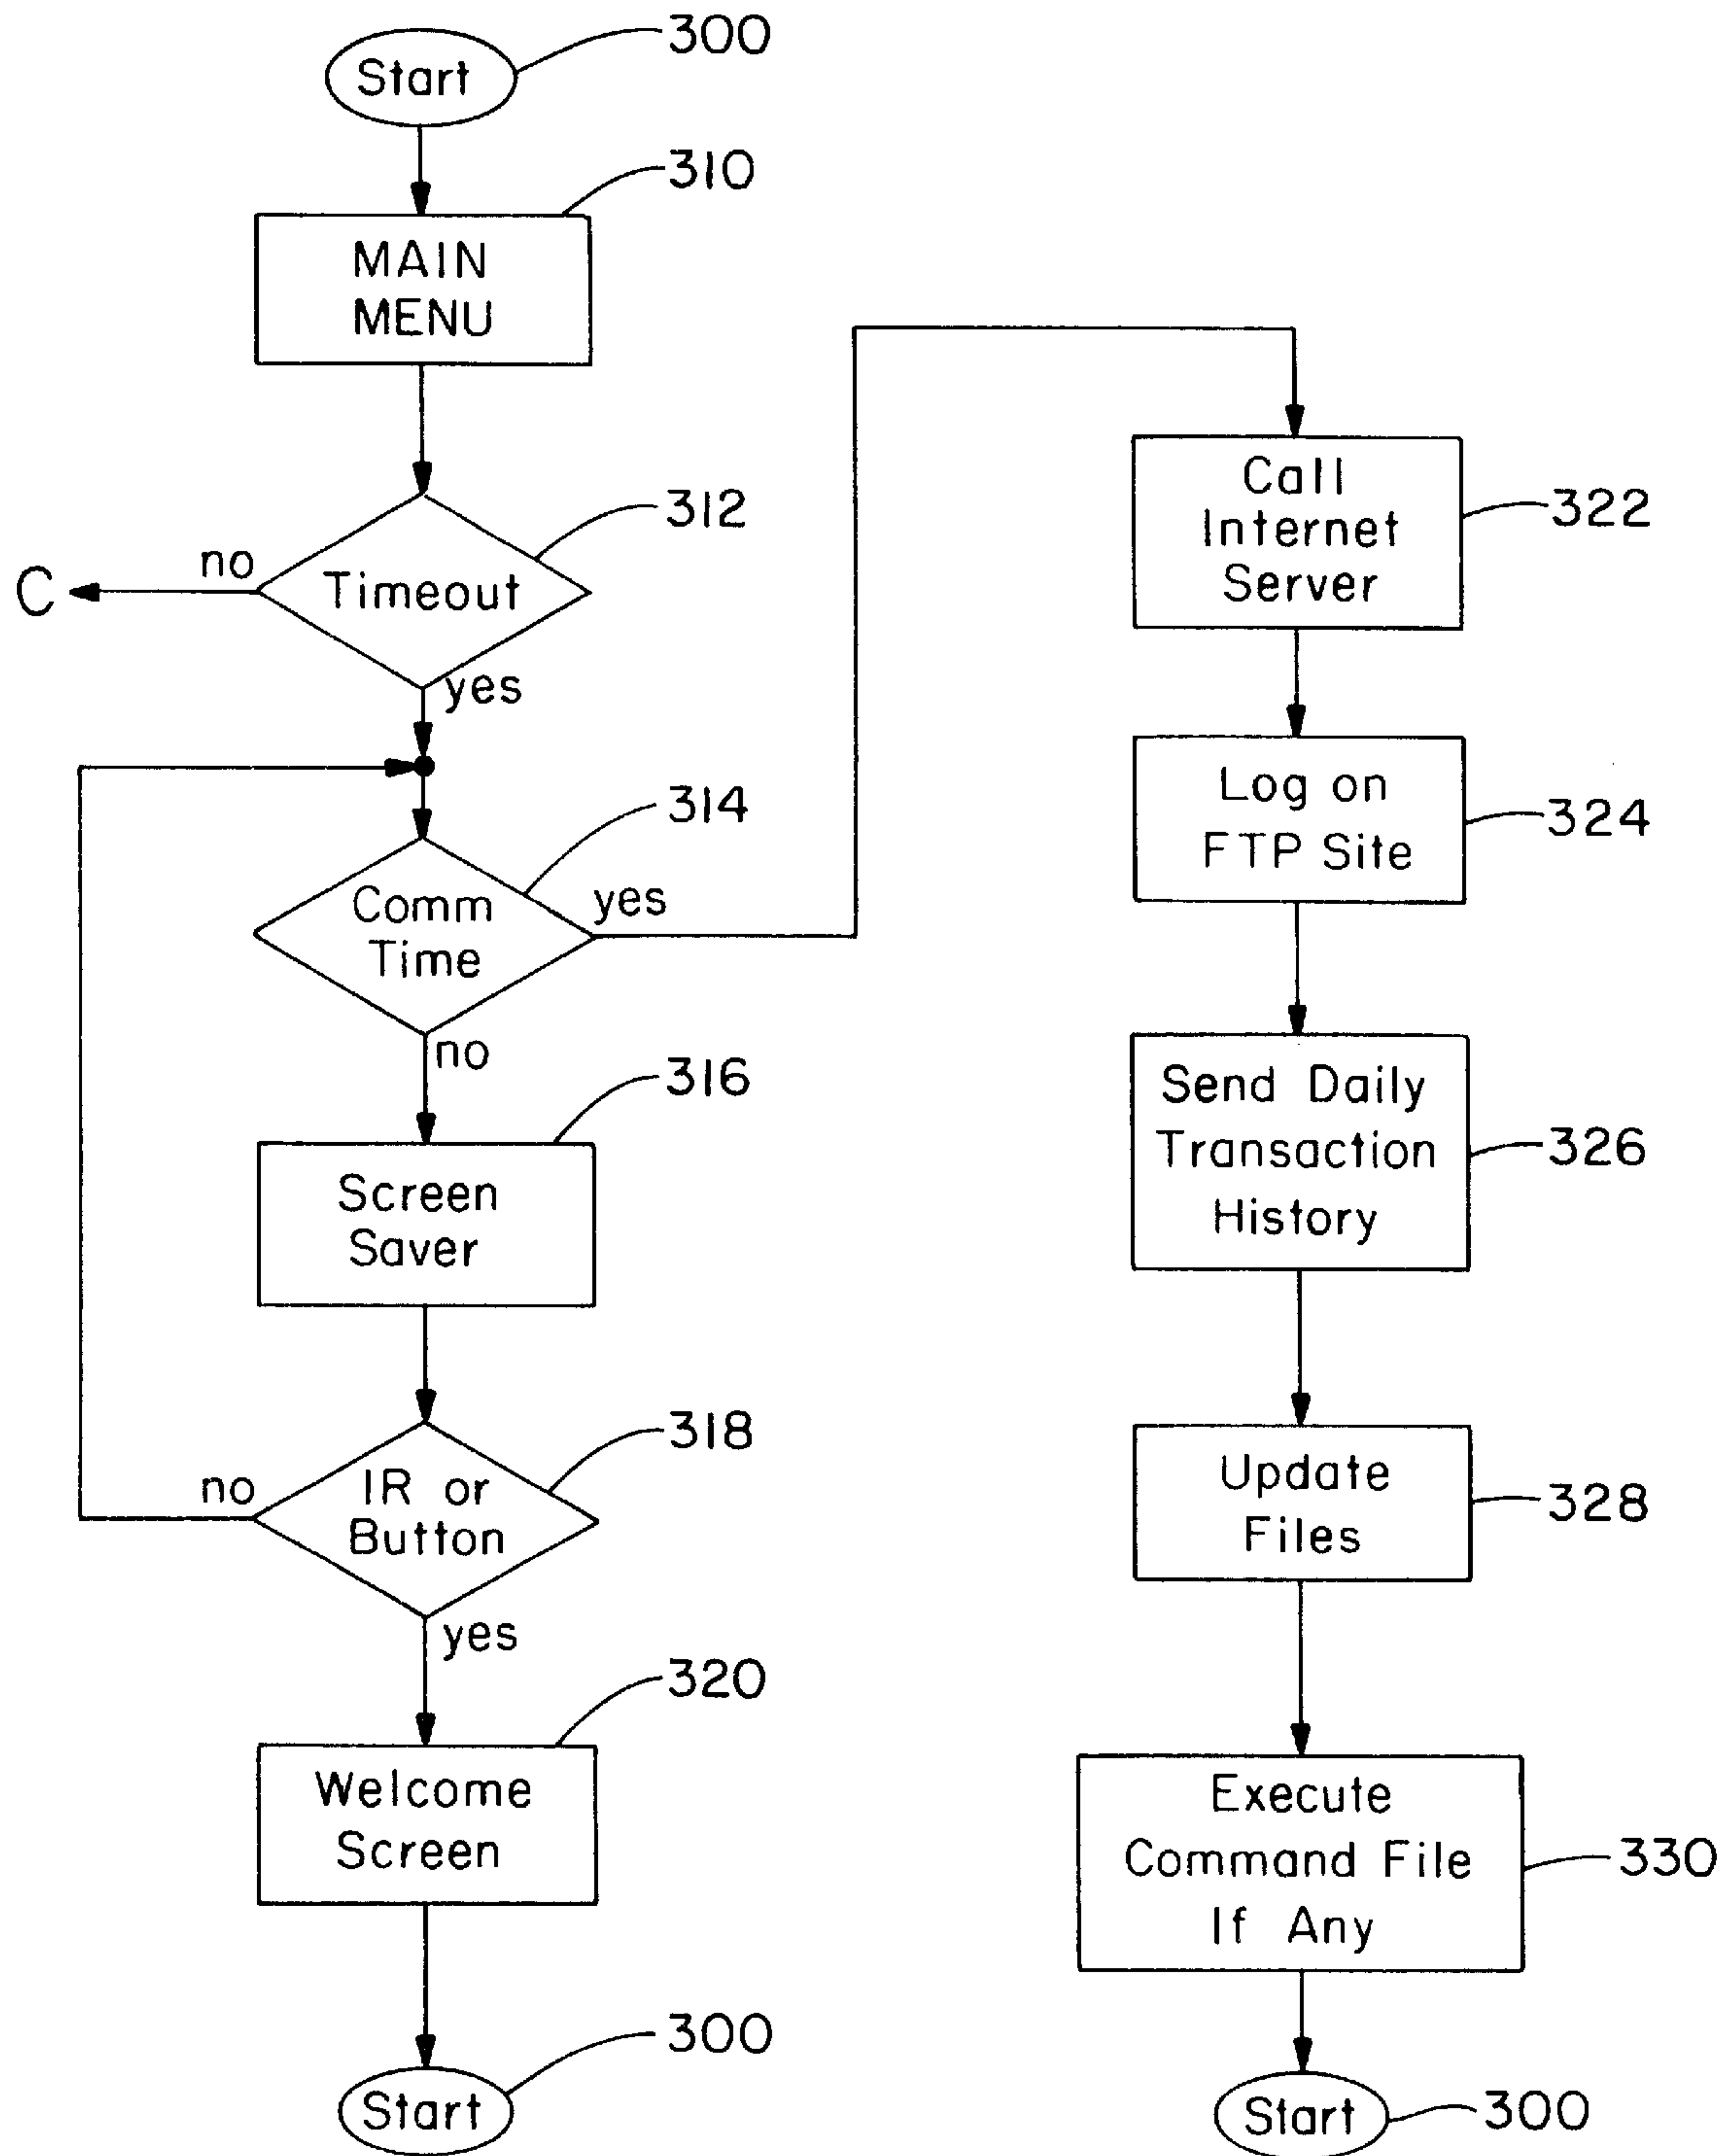 Start
300
310
MAIN
MENU
312
no
Timeout
C
yes
314
Comm
Time
yes
no
316
Screen
Saver
318
no
IR or
Button
yes
320
Welcome
Screen
300
Start
Call
Internet
Server
322
Log on
FTP Site
324
Send Daily
Transaction
History
326
Update
Files
328
Execute
Command File
If Any
330
Start
300